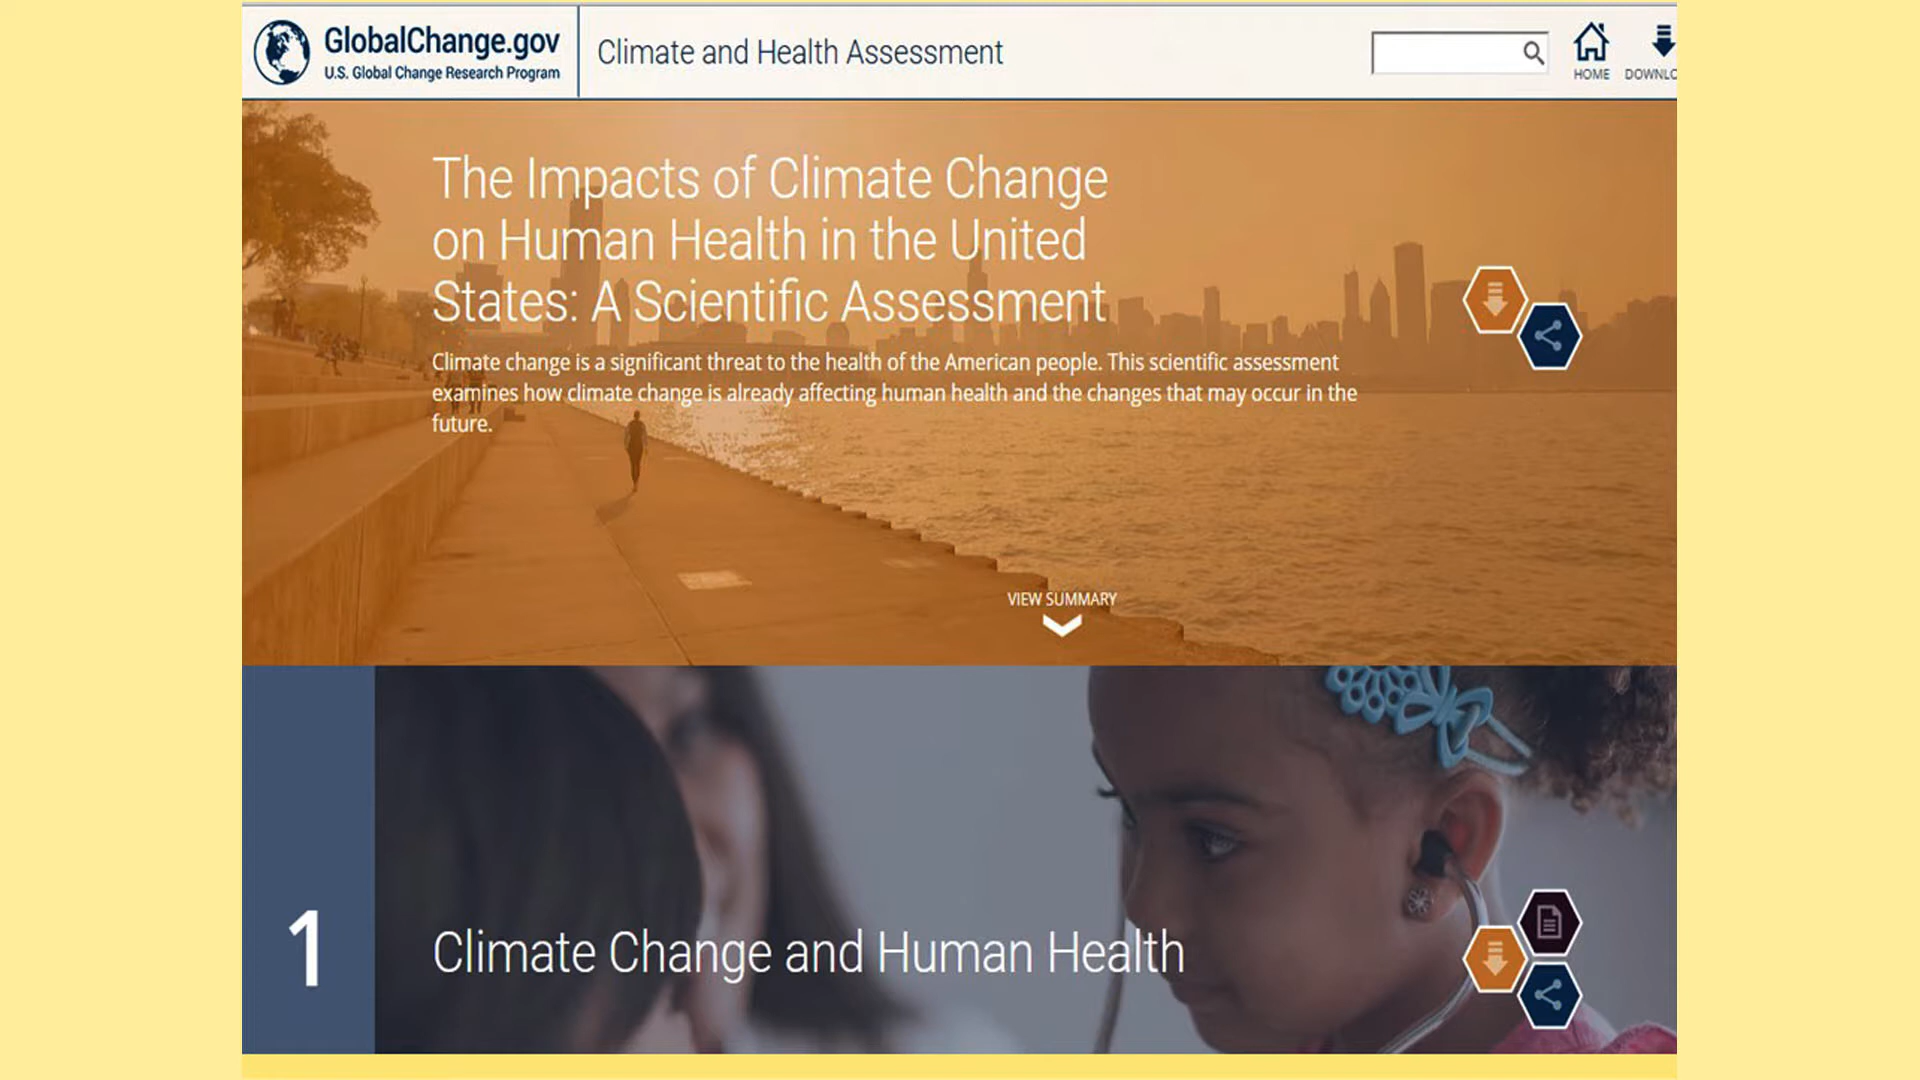 GlobalChange.gov
U.S. Global Change Research Program
Climate and Health Assessment
HOME
DOWNLO
The Impacts of Climate Change
on Human Health in the United
States: A Scientific Assessment
Climate change is a significant threat to the health of the American people. This scientific assessment
examines how climate change is already affecting human health and the changes that may occur in the
future.
VIEW SUMMARY
1
Climate Change and Human Health